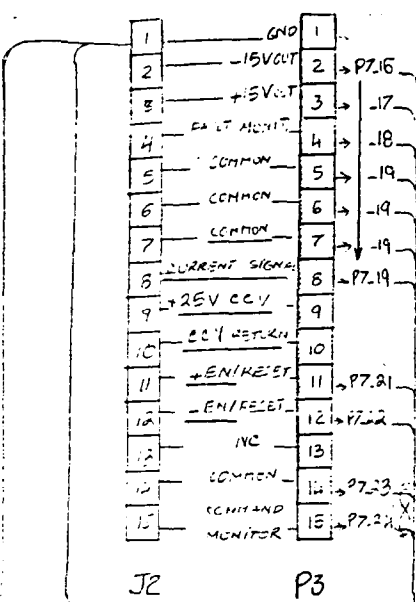 1 GND 1
2 -15VOUT 2 → P7-16
3 +15VOUT 3 → -17
4 FAULT MONIT. 4 → -18
5 COMMON 5 → -19
6 COMMON 6 → -19
7 COMMON 7 → -19
8 CURRENT SIGNAL 8 → P7-19
9 +25V CCV 9
10 CCV RETURN 10
11 +EN/RESET 11 → P7-21
12 -EN/RESET 12 → P7-22
13 NC 13
14 COMMON 14 → P7-23
15 COMMAND MONITOR 15
J2 P3